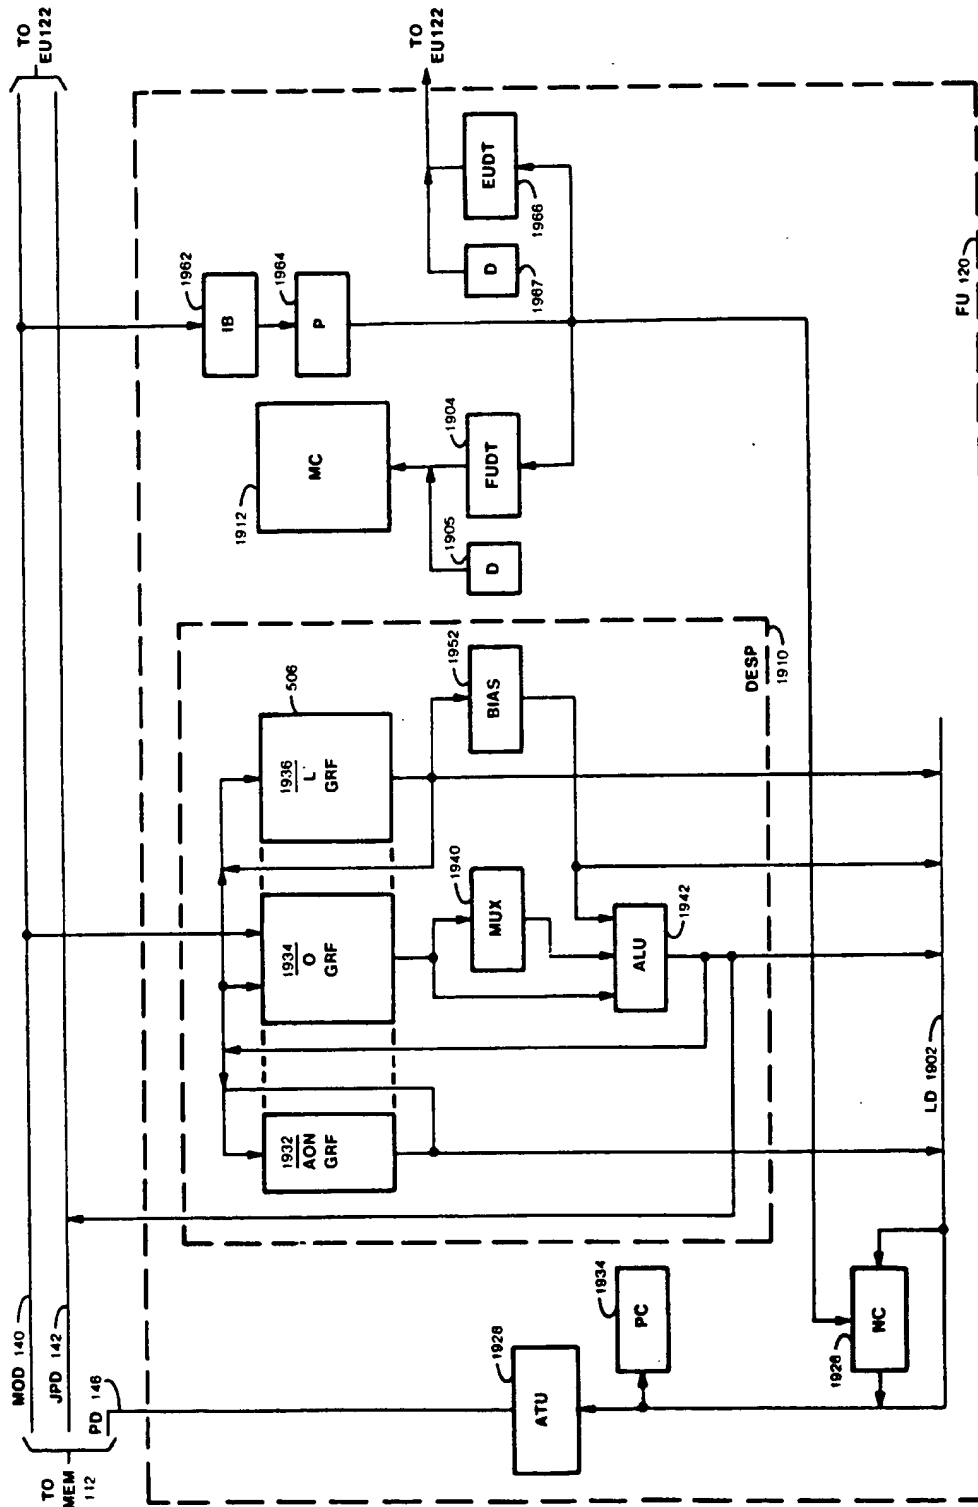 TO
EU122
TO
EU122
MOD 140
JPD 142
PD 146
TO
MEM
112
1962
IB
1964
P
EUDT
1966
D
1967
1912
MC
1904
FUDT
1905
D
FU 120
506
1936
L
GRF
1934
O
GRF
1932
AON
GRF
1952
BIAS
1940
MUX
1942
ALU
DESP
1910
1928
ATU
1934
PC
1926
NC
LD 1902